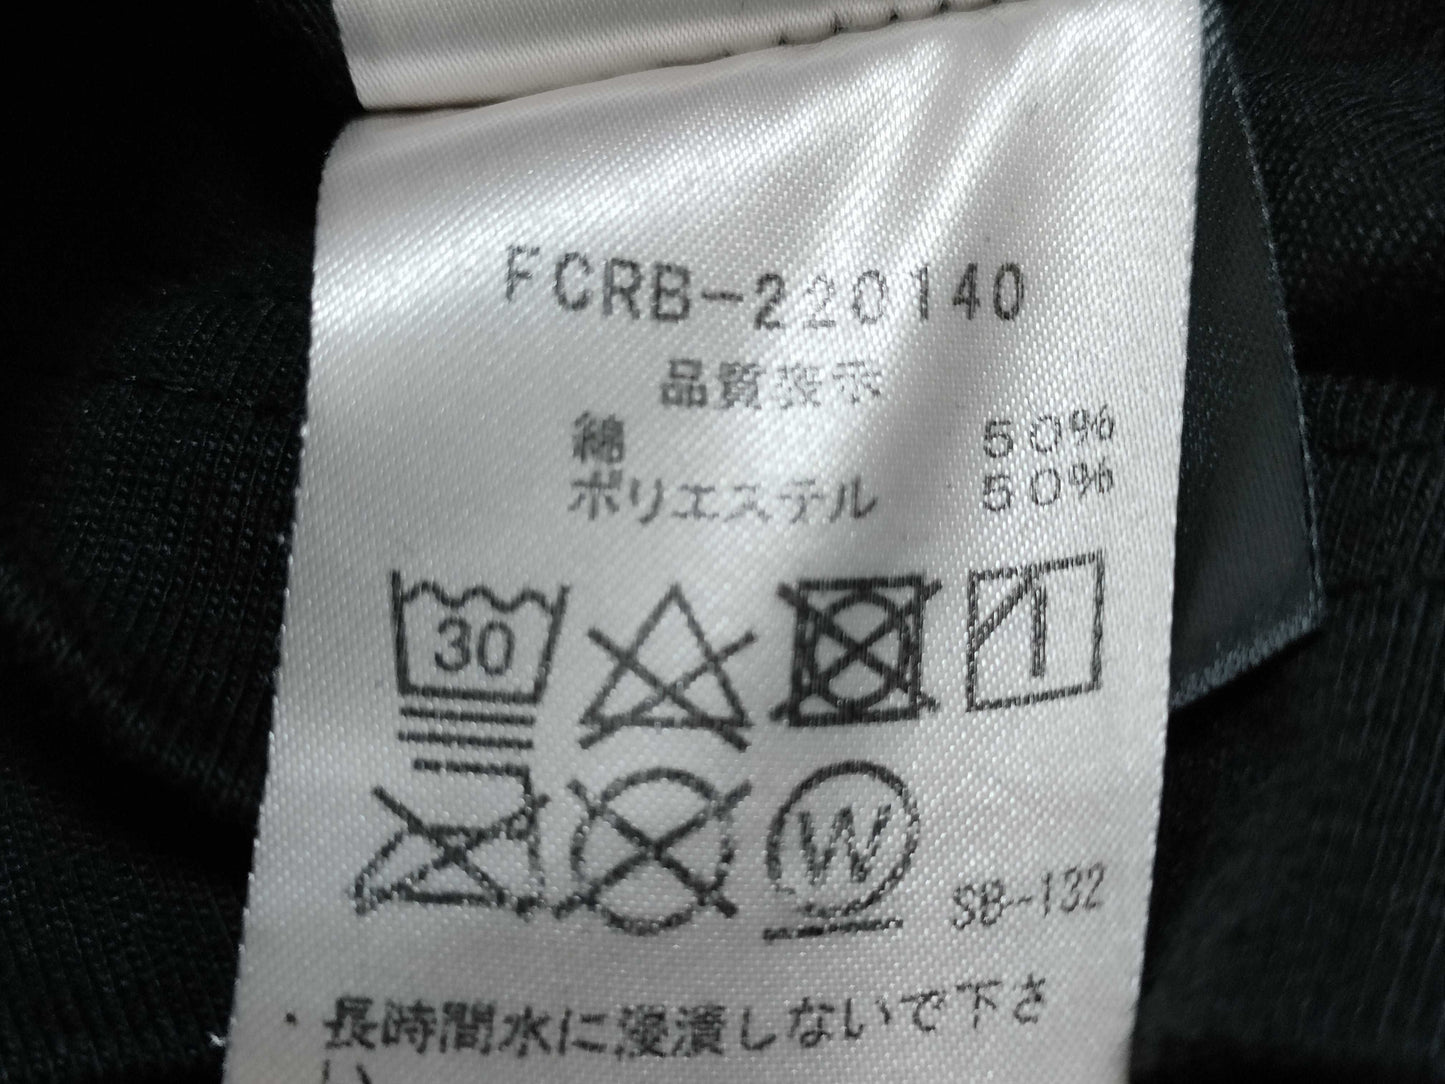 FCRB-220140
品質表示
綿 50%
ポリエステル 50%
30
W
SB-132
・長時間水に浸漬しないで下さ
い